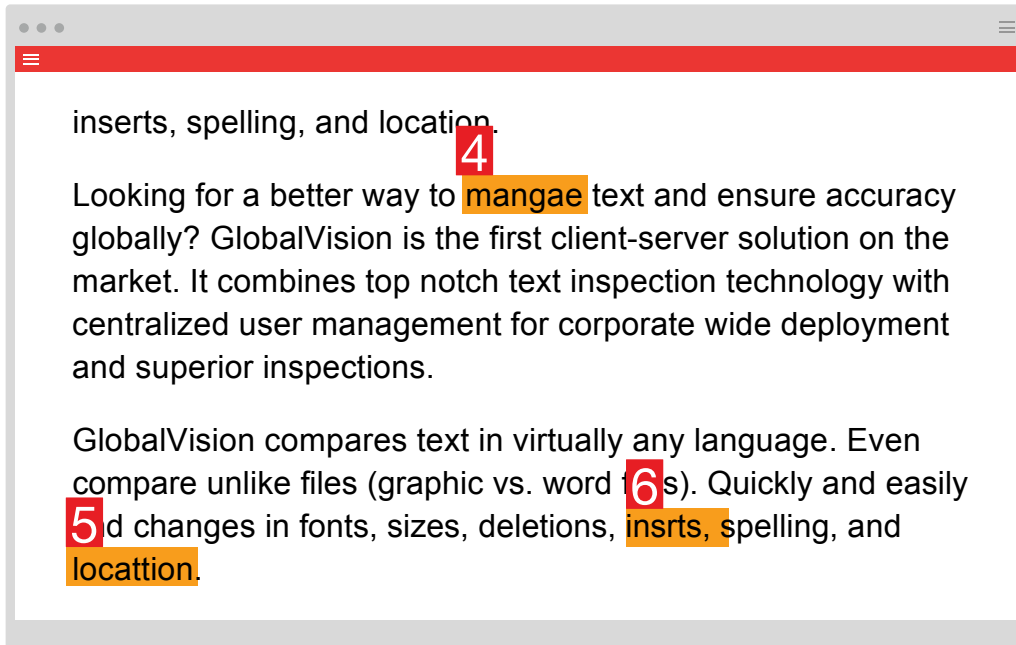 inserts, spelling, and location.
4
Looking for a better way to mangae text and ensure accuracy
globally? GlobalVision is the first client-server solution on the
market. It combines top notch text inspection technology with
centralized user management for corporate wide deployment
and superior inspections.
GlobalVision compares text in virtually any language. Even
compare unlike files (graphic vs. word s). Quickly and easily
6
5
changes in fonts, sizes, deletions, insrts, spelling, and
locattion.